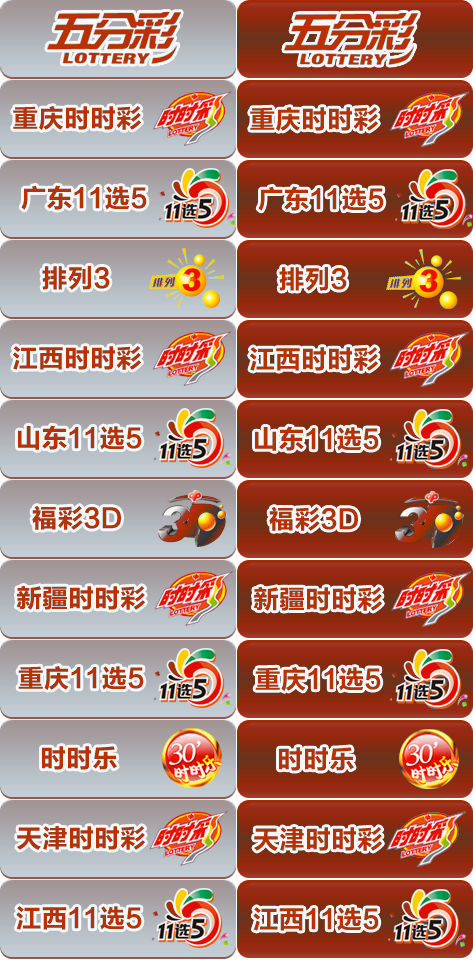 五分彩 五分彩
LOTTERY LOTTERY
重庆时时彩 时时彩 LOTTERY 重庆时时彩 时时彩 LOTTERY
广东11选5 11选5 广东11选5 11选5
排列3 排列3 排列3 排列3
江西时时彩 时时彩 LOTTERY 江西时时彩 时时彩 LOTTERY
山东11选5 11选5 山东11选5 11选5
福彩3D 3D 福彩3D 3D
新疆时时彩 时时彩 LOTTERY 新疆时时彩 时时彩 LOTTERY
重庆11选5 11选5 重庆11选5 11选5
时时乐 30' 时时乐 时时乐 30' 时时乐
天津时时彩 时时彩 LOTTERY 天津时时彩 时时彩 LOTTERY
江西11选5 11选5 江西11选5 11选5